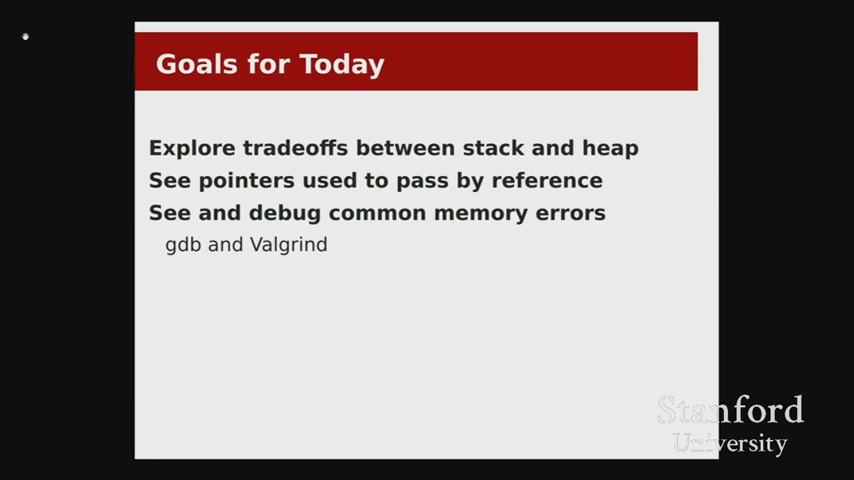 Goals for Today
Explore tradeoffs between stack and heap
See pointers used to pass by reference
See and debug common memory errors
gdb and Valgrind
Stanford
University